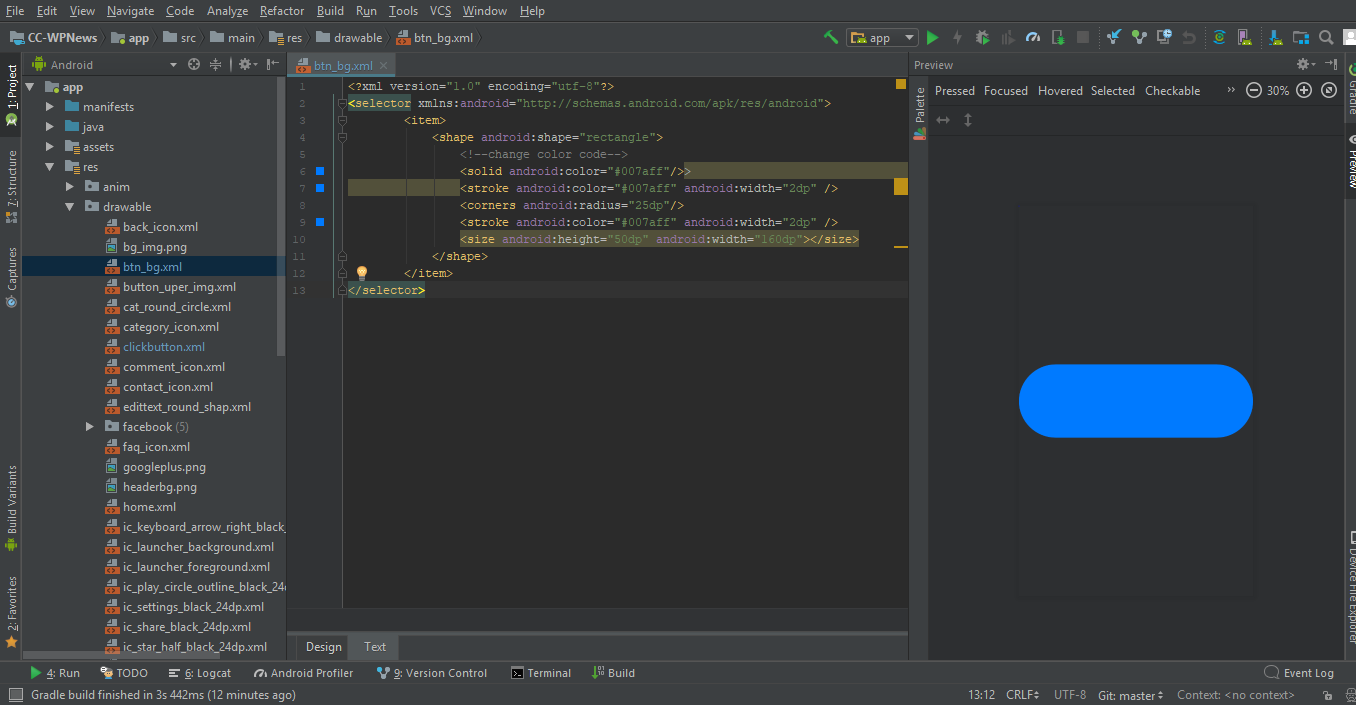 File Edit View Navigate Code Analyze Refactor Build Run Tools VCS Window Help
CC-WPNews app src main res drawable btn_bg.xml app
1: Project
Z: Structure
Captures
Build Variants
2: Favorites
Android
app
manifests
java
assets
res
anim
drawable
back_icon.xml
bg_img.png
btn_bg.xml
button_uper_img.xml
cat_round_circle.xml
category_icon.xml
clickbutton.xml
comment_icon.xml
contact_icon.xml
edittext_round_shap.xml
facebook (5)
faq_icon.xml
googleplus.png
headerbg.png
home.xml
ic_keyboard_arrow_right_black_
ic_launcher_background.xml
ic_launcher_foreground.xml
ic_play_circle_outline_black_24
ic_settings_black_24dp.xml
ic_share_black_24dp.xml
ic_star_half_black_24dp.xml
btn_bg.xml
1 <?xml version="1.0" encoding="utf-8"?>
2 <selector xmlns:android="http://schemas.android.com/apk/res/android">
3 <item>
4 <shape android:shape="rectangle">
5 <!--change color code-->
6 <solid android:color="#007aff"/>>
7 <stroke android:color="#007aff" android:width="2dp" />
8 <corners android:radius="25dp"/>
9 <stroke android:color="#007aff" android:width="2dp" />
10 <size android:height="50dp" android:width="160dp"></size>
11 </shape>
12 </item>
13 </selector>
Design Text
Preview
Palette
Pressed Focused Hovered Selected Checkable » 30%
Gradle
Preview
Device File Explorer
4: Run TODO 6: Logcat Android Profiler 9: Version Control Terminal Build Event Log
Gradle build finished in 3s 442ms (12 minutes ago) 13:12 CRLF UTF-8 Git: master Context: <no context>